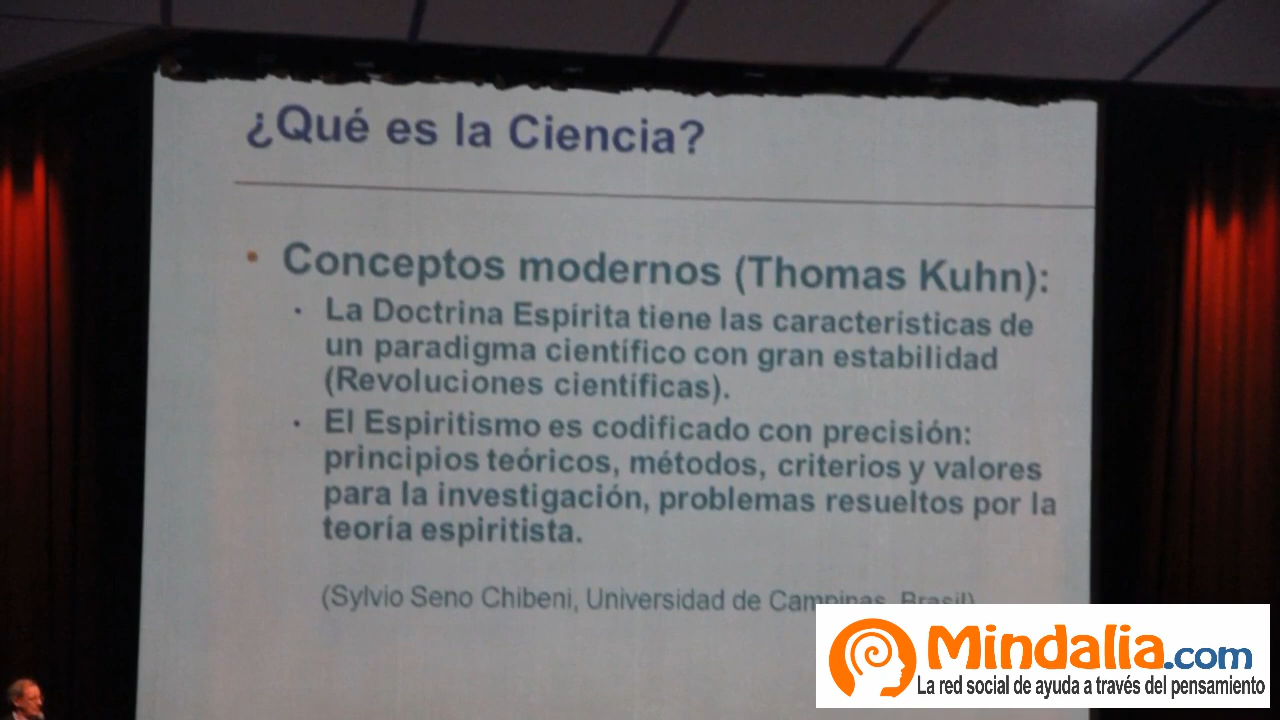 ¿Qué es la Ciencia?
• Conceptos modernos (Thomas Kuhn):
• La Doctrina Espírita tiene las características de
un paradigma científico con gran estabilidad
(Revoluciones científicas).
• El Espiritismo es codificado con precisión:
principios teóricos, métodos, criterios y valores
para la investigación, problemas resueltos por la
teoría espiritista.
(Sylvio Seno Chibeni, Universidad de Campinas, Brasil)
Mindalia.com
La red social de ayuda a través del pensamiento